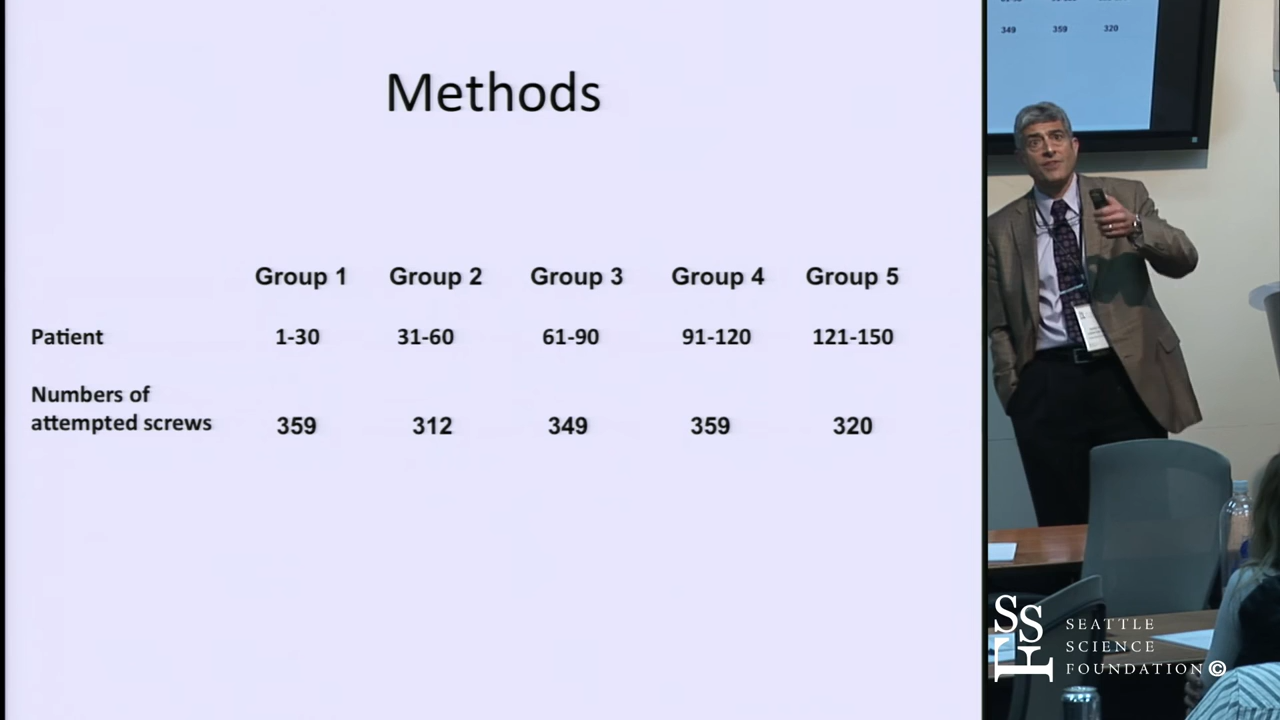 Methods
Group 1 Group 2 Group 3 Group 4 Group 5
Patient 1-30 31-60 61-90 91-120 121-150
Numbers of
attempted screws 359 312 349 359 320
349 359 320
SSF
SEATTLE
SCIENCE
FOUNDATION©